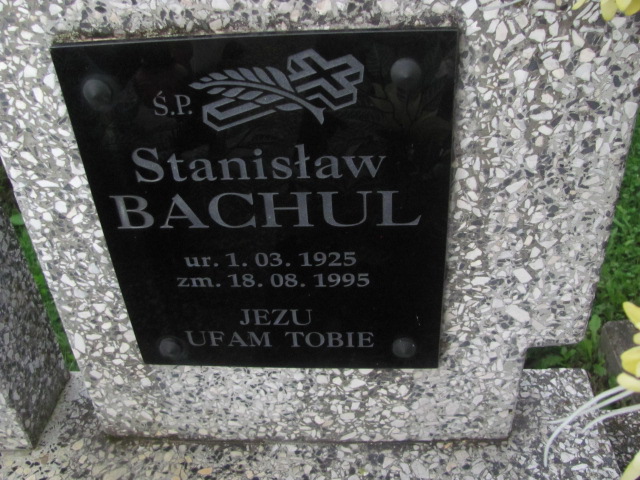 Ś.P.
Stanisław
BACHUL
ur. 1. 03. 1925
zm. 18. 08. 1995
JEZU
UFAM TOBIE